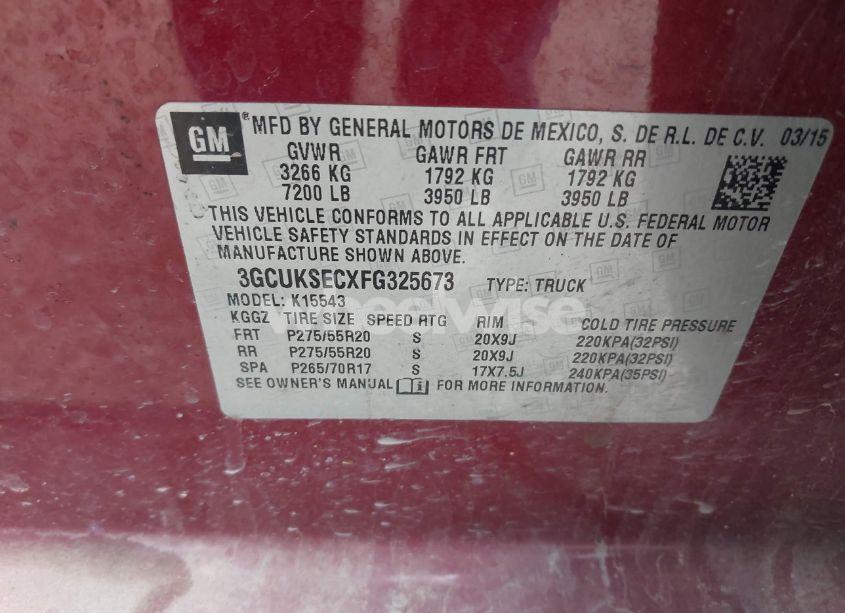 GM ® MFD BY GENERAL MOTORS DE MEXICO, S. DE R.L. DE C.V. 03/15
GVWR GAWR FRT GAWR RR
3266 KG 1792 KG 1792 KG
7200 LB 3950 LB 3950 LB
THIS VEHICLE CONFORMS TO ALL APPLICABLE U.S. FEDERAL MOTOR
VEHICLE SAFETY STANDARDS IN EFFECT ON THE DATE OF
MANUFACTURE SHOWN ABOVE.
3GCUKSECXFG325673 TYPE: TRUCK
MODEL: K15543
KGGZ TIRE SIZE SPEED RTG RIM COLD TIRE PRESSURE
FRT P275/55R20 S 20X9J 220KPA(32PSI)
RR P275/55R20 S 20X9J 220KPA(32PSI)
SPA P265/70R17 S 17X7.5J 240KPA(35PSI)
SEE OWNER'S MANUAL FOR MORE INFORMATION.
wheelwise